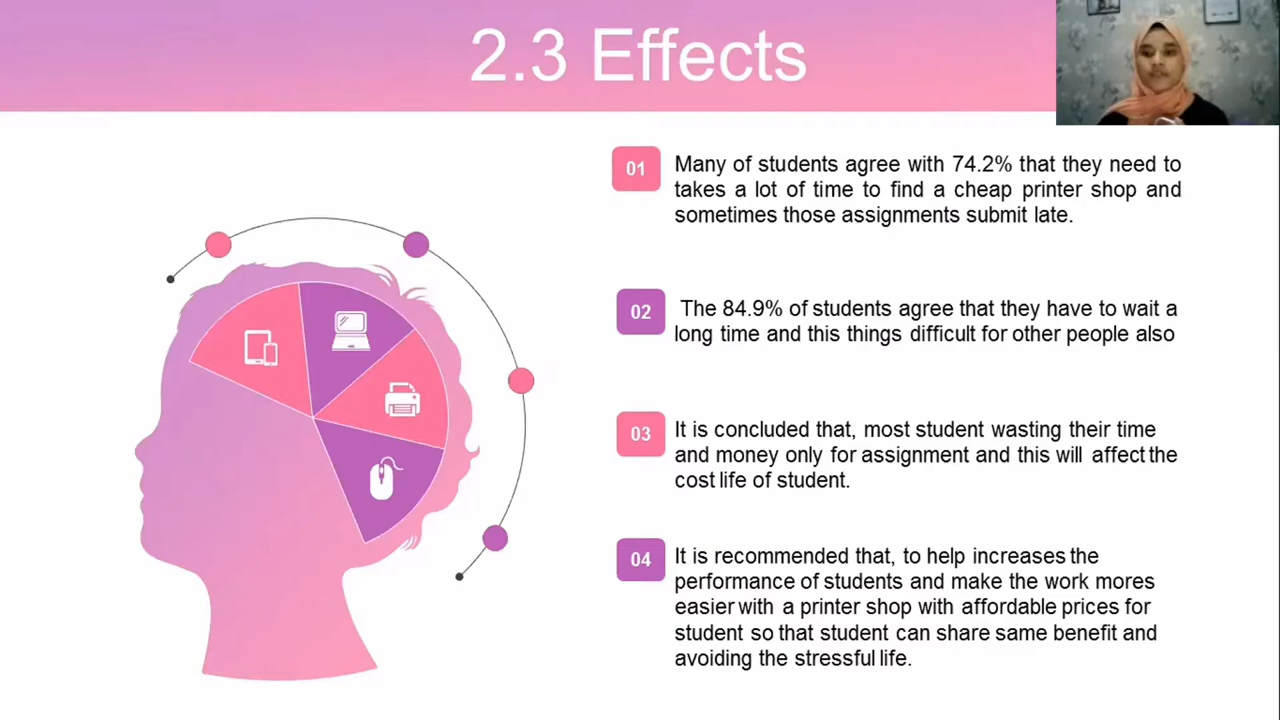 2.3 Effects
01
Many of students agree with 74.2% that they need to
takes a lot of time to find a cheap printer shop and
sometimes those assignments submit late.
02
The 84.9% of students agree that they have to wait a
long time and this things difficult for other people also
03
It is concluded that, most student wasting their time
and money only for assignment and this will affect the
cost life of student.
04
It is recommended that, to help increases the
performance of students and make the work mores
easier with a printer shop with affordable prices for
student so that student can share same benefit and
avoiding the stressful life.